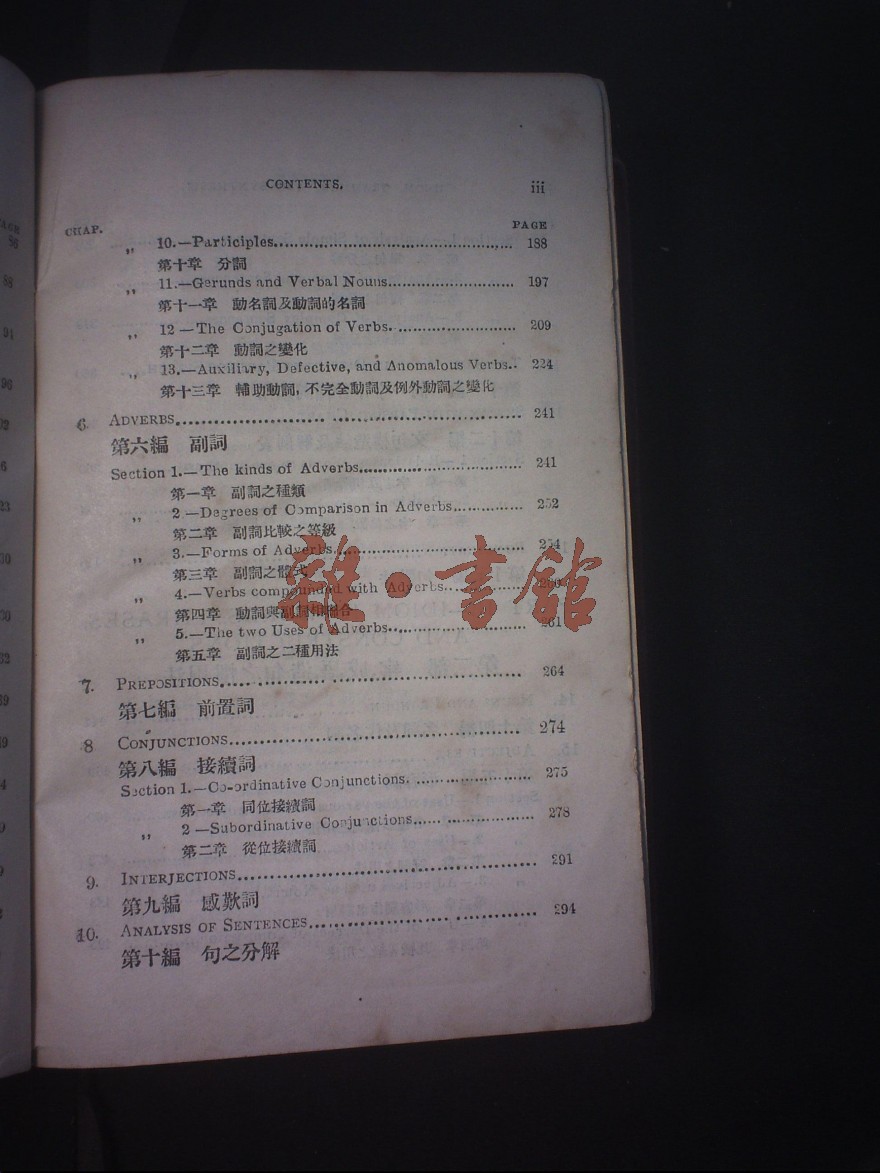 CONTENTS. iii
CHAP. PAGE
„ 10.—Participles........ 188
第十章 分詞
„ 11.—Gerunds and Verbal Nouns........ 197
第十一章 動名詞及動詞的名詞
„ 12 —The Conjugation of Verbs........ 209
第十二章 動詞之變化
„ 13.—Auxiliary, Defective, and Anomalous Verbs.. 224
第十三章 輔助動詞,不完全動詞及例外動詞之變化
6. ADVERBS........ 241
第六編 副詞
Section 1.—The kinds of Adverbs........ 241
第一章 副詞之種類
„ 2 —Degrees of Comparison in Adverbs........ 252
第二章 副詞比較之等級
„ 3.—Forms of Adverbs........ 254
第三章 副詞之體式
„ 4.—Verbs compounded with Adverbs........ 260
第四章 動詞與副詞相聯合
„ 5.—The two Uses of Adverbs........ 261
第五章 副詞之二種用法
雜·書館
7. PREPOSITIONS........ 264
第七編 前置詞
8 CONJUNCTIONS........ 274
第八編 接續詞
Section 1.—Co-ordinative Conjunctions........ 275
第一章 同位接續詞
„ 2 —Subordinative Conjunctions........ 278
第二章 從位接續詞
9. INTERJECTIONS........ 291
第九編 感歎詞
10. ANALYSIS OF SENTENCES........ 294
第十編 句之分解